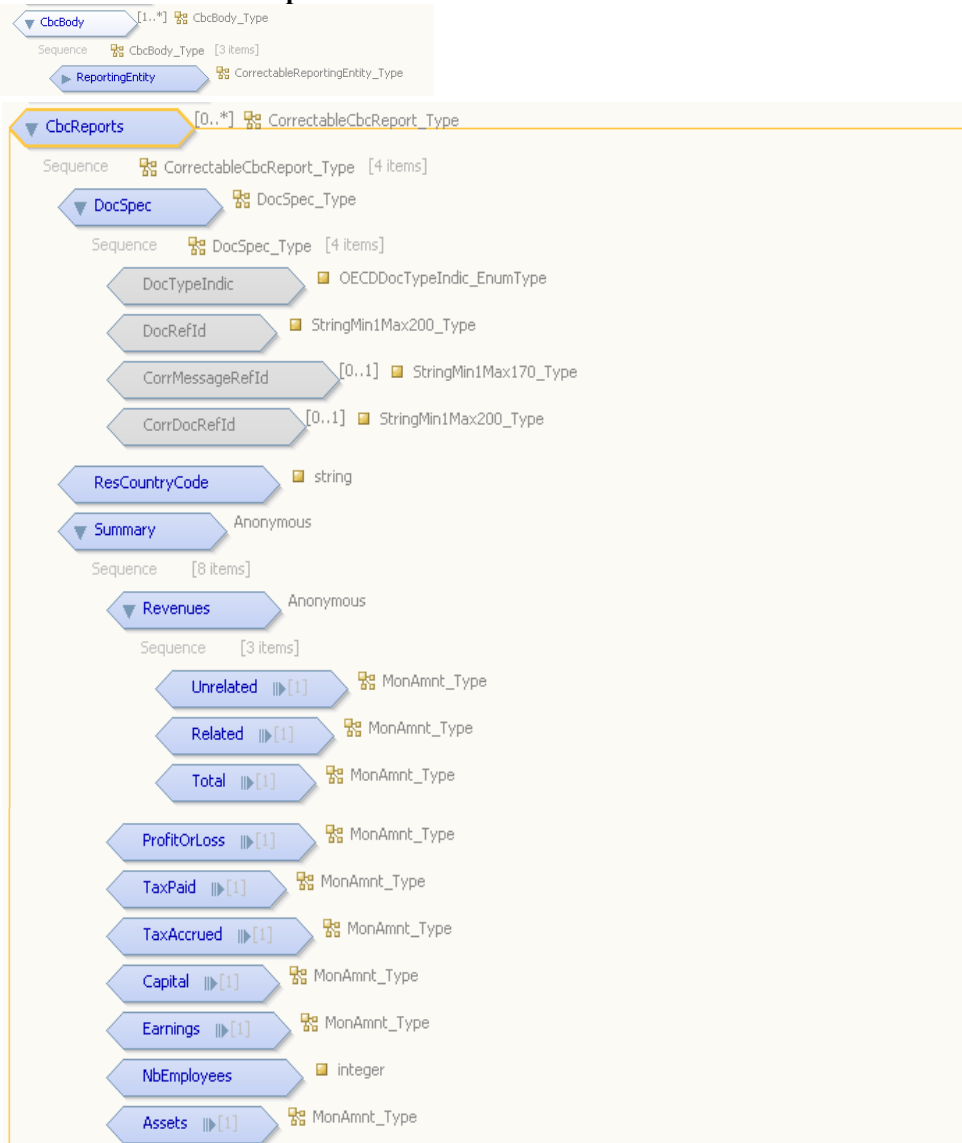 CbcBody [1..*] CbcBody_Type
Sequence CbcBody_Type [3 items]
ReportingEntity CorrectableReportingEntity_Type
CbcReports [0..*] CorrectableCbcReport_Type
Sequence CorrectableCbcReport_Type [4 items]
DocSpec DocSpec_Type
Sequence DocSpec_Type [4 items]
DocTypeIndic OECDDocTypeIndic_EnumType
DocRefId StringMin1Max200_Type
CorrMessageRefId [0..1] StringMin1Max170_Type
CorrDocRefId [0..1] StringMin1Max200_Type
ResCountryCode string
Summary Anonymous
Sequence [8 items]
Revenues Anonymous
Sequence [3 items]
Unrelated [1] MonAmnt_Type
Related [1] MonAmnt_Type
Total [1] MonAmnt_Type
ProfitOrLoss [1] MonAmnt_Type
TaxPaid [1] MonAmnt_Type
TaxAccrued [1] MonAmnt_Type
Capital [1] MonAmnt_Type
Earnings [1] MonAmnt_Type
NbEmployees integer
Assets [1] MonAmnt_Type